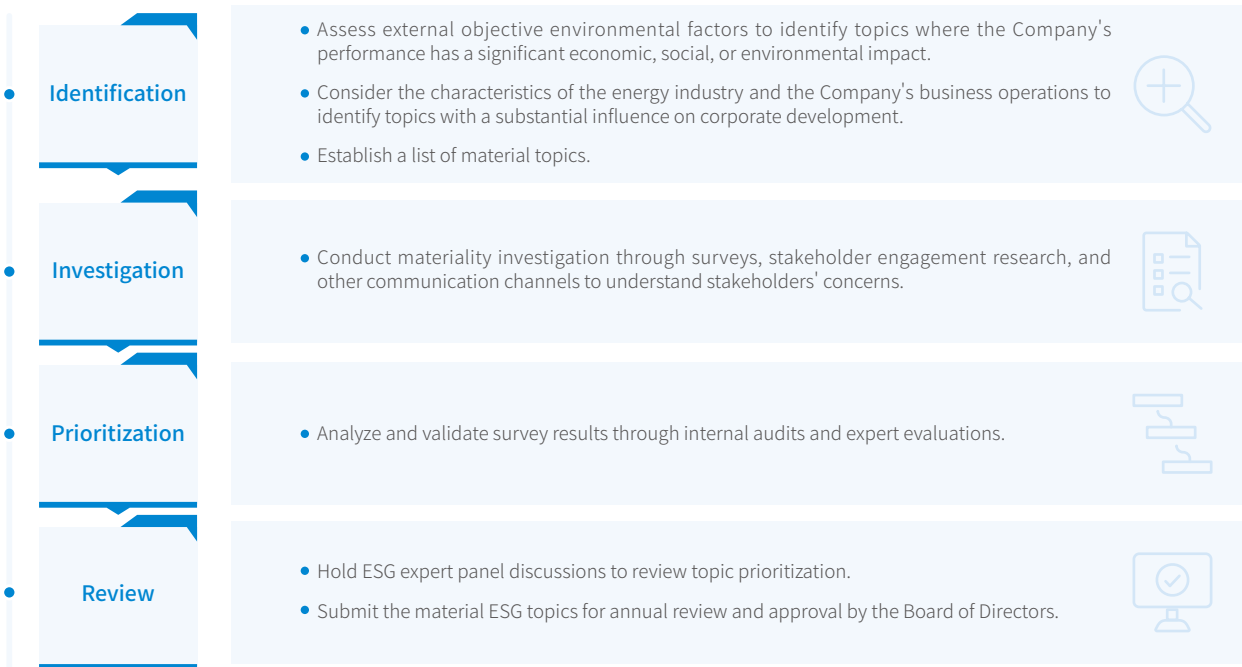 Identification
● Assess external objective environmental factors to identify topics where the Company's
performance has a significant economic, social, or environmental impact.
● Consider the characteristics of the energy industry and the Company's business operations to
identify topics with a substantial influence on corporate development.
● Establish a list of material topics.
Investigation
● Conduct materiality investigation through surveys, stakeholder engagement research, and
other communication channels to understand stakeholders' concerns.
Prioritization
● Analyze and validate survey results through internal audits and expert evaluations.
Review
● Hold ESG expert panel discussions to review topic prioritization.
● Submit the material ESG topics for annual review and approval by the Board of Directors.